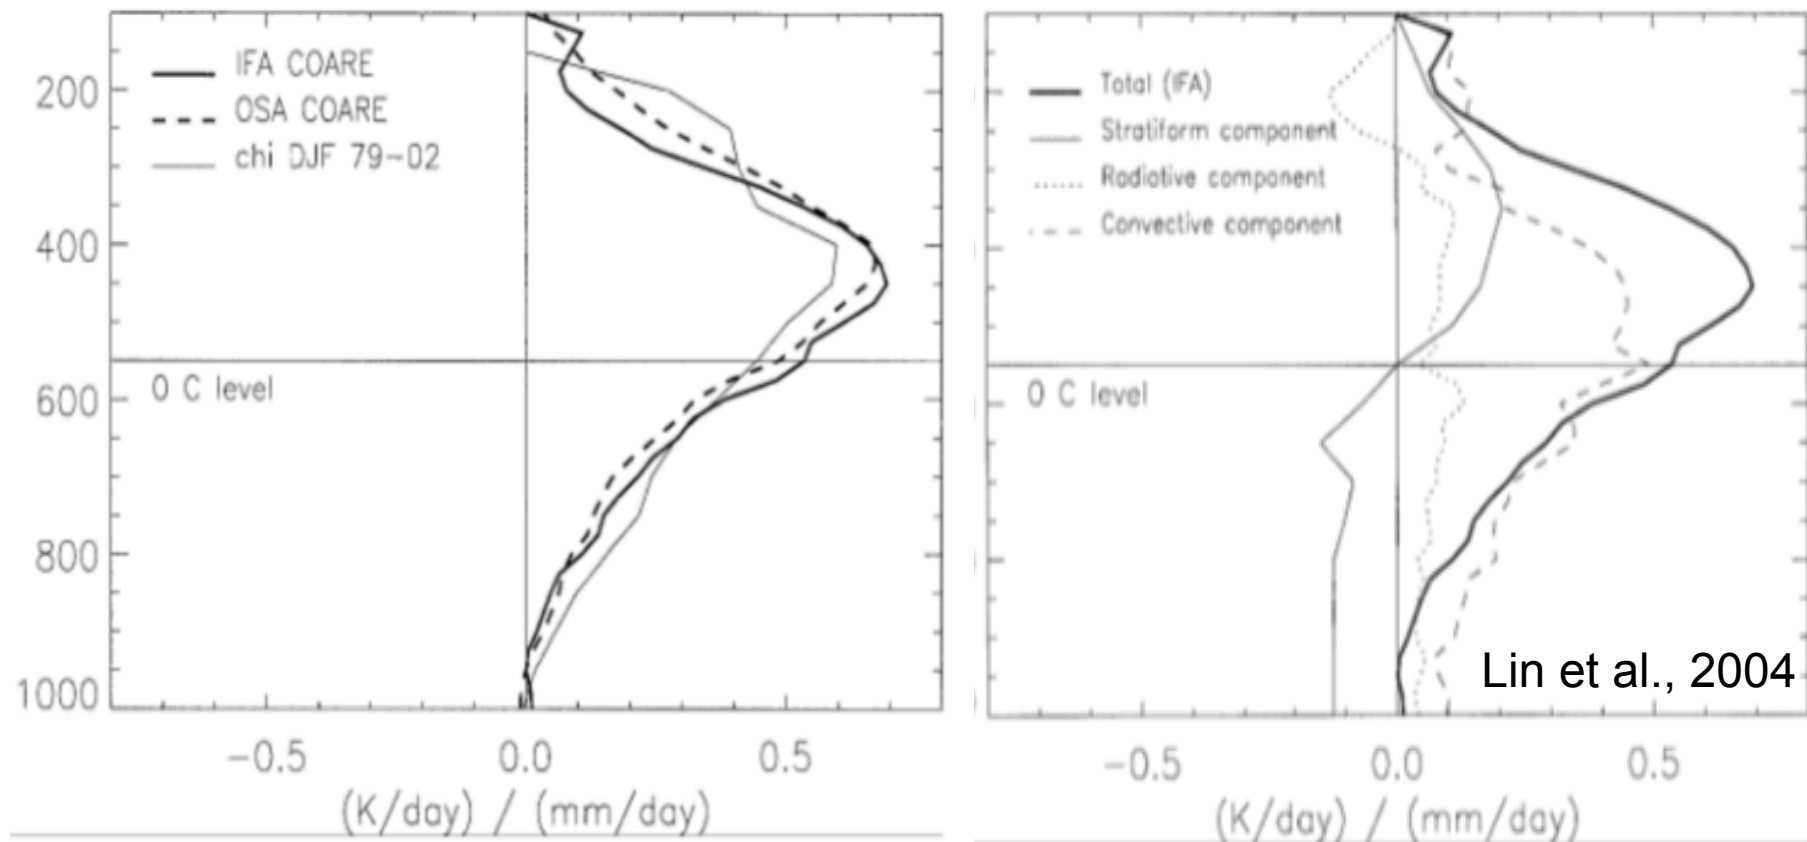 IFA COARE
OSA COARE
chi DJF 79-02
200
400
600
800
1000
0 C level
-0.5 0.0 0.5
(K/day) / (mm/day)
Total (IFA)
Stratiform component
Radiative component
Convective component
0 C level
Lin et al., 2004
-0.5 0.0 0.5
(K/day) / (mm/day)